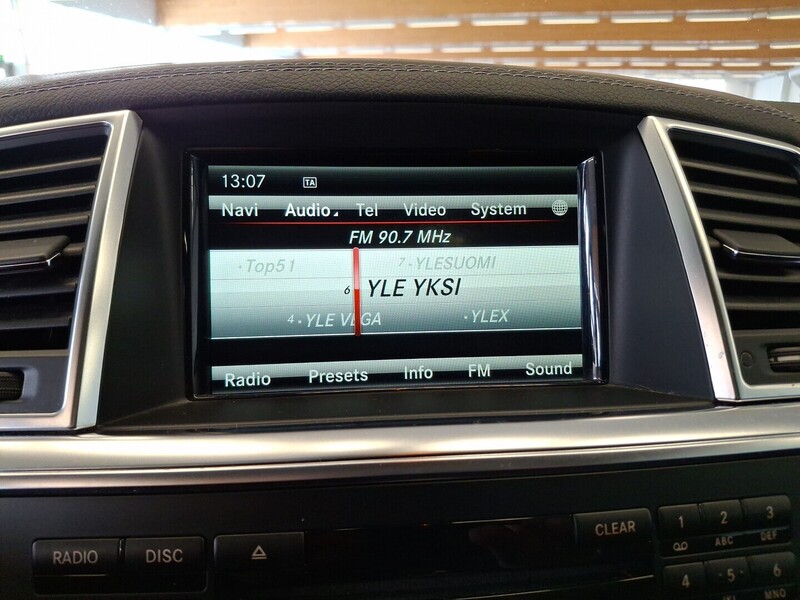 13:07 TA
Navi Audio Tel Video System
FM 90.7 MHz
·Top51 7·YLESUOMI
6 YLE YKSI
4·YLE VEGA ·YLEX
Radio Presets Info FM Sound
RADIO DISC CLEAR 1 2 3
ABC DEF
4 5 6
MNO